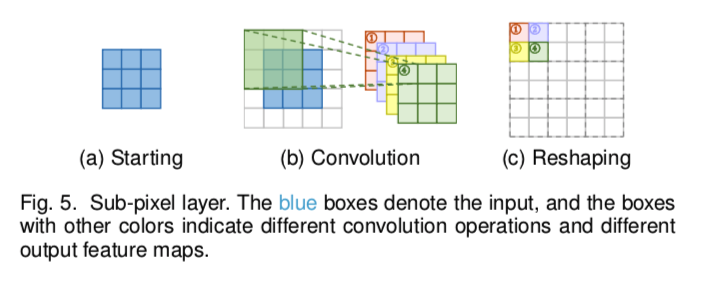 ① ② ③ ④
① ② ③ ④
(a) Starting (b) Convolution (c) Reshaping
Fig. 5. Sub-pixel layer. The blue boxes denote the input, and the boxes
with other colors indicate different convolution operations and different
output feature maps.